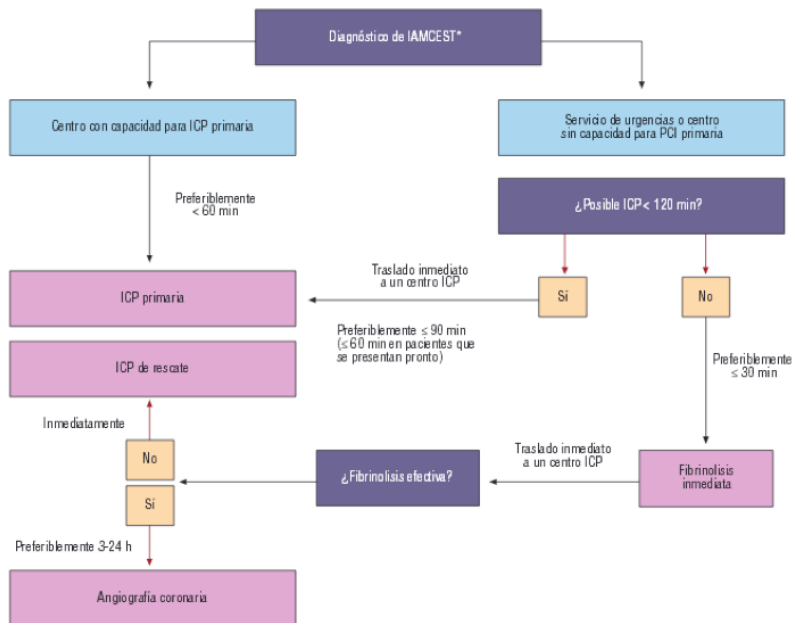 Diagnóstico de IAMCEST*
Centro con capacidad para ICP primaria
Servicio de urgencias o centro
sin capacidad para PCI primaria
Preferiblemente
< 60 min
¿Posible ICP < 120 min?
Traslado inmediato
a un centro ICP
Sí
No
ICP primaria
Preferiblemente ≤ 90 min
(≤ 60 min en pacientes que
se presentan pronto)
Preferiblemente
≤ 30 min
ICP de rescate
Inmediatamente
No
Sí
¿Fibrinolisis efectiva?
Traslado inmediato
a un centro ICP
Fibrinolisis
inmediata
Preferiblemente 3-24 h
Angiografía coronaria